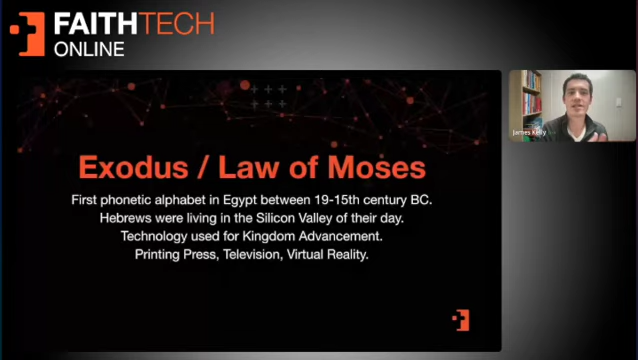 FAITHTECH
ONLINE
James Kelly
Exodus / Law of Moses
First phonetic alphabet in Egypt between 19-15th century BC.
Hebrews were living in the Silicon Valley of their day.
Technology used for Kingdom Advancement.
Printing Press, Television, Virtual Reality.